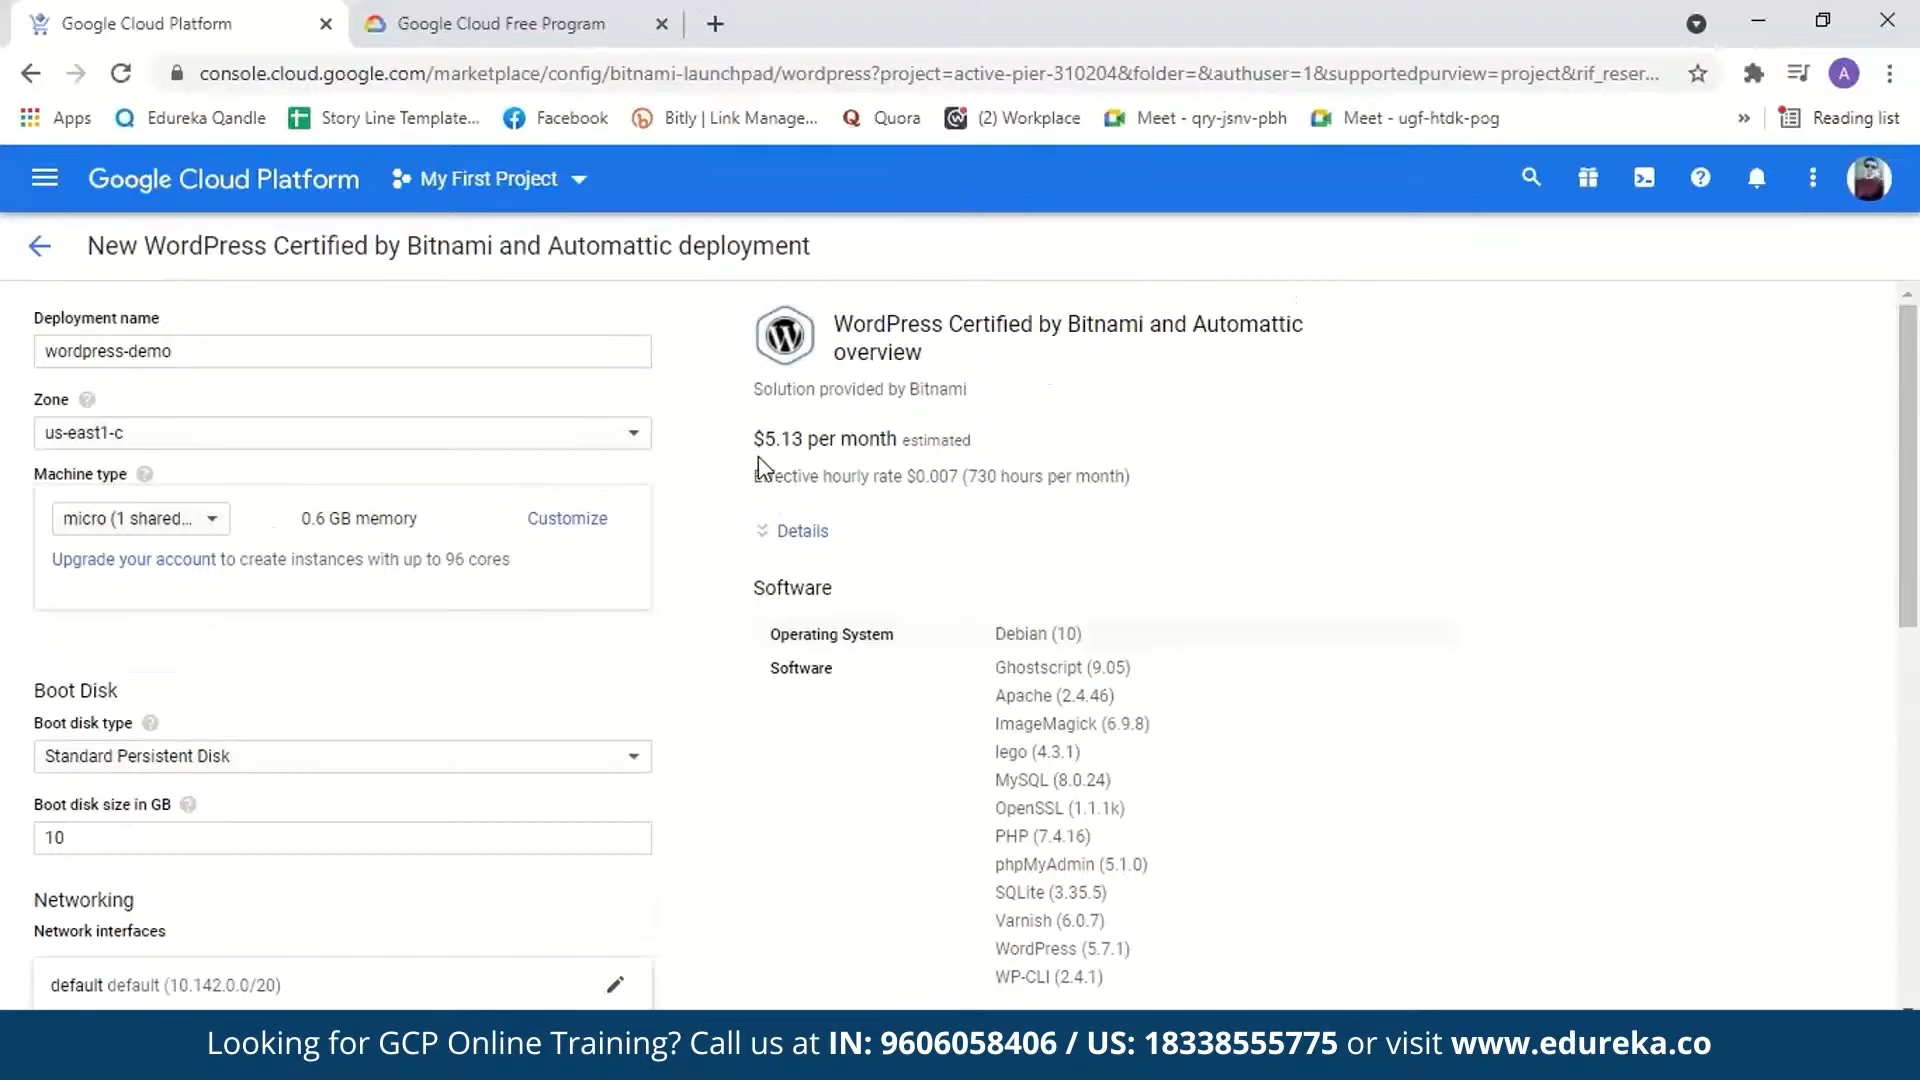 Google Cloud Platform
Google Cloud Free Program
console.cloud.google.com/marketplace/config/bitnami-launchpad/wordpress?project=active-pier-310204&folder=&authuser=1&supportedpurview=project&rif_reser...
A
Apps
Edureka Qandle
Story Line Template...
Facebook
Bitly | Link Manage...
Quora
(2) Workplace
Meet - qry-jsnv-pbh
Meet - ugf-htdk-pog
»
Reading list
Google Cloud Platform
My First Project
New WordPress Certified by Bitnami and Automattic deployment
Deployment name
wordpress-demo
Zone
us-east1-c
Machine type
micro (1 shared...
0.6 GB memory
Customize
Upgrade your account to create instances with up to 96 cores
Boot Disk
Boot disk type
Standard Persistent Disk
Boot disk size in GB
10
Networking
Network interfaces
default default (10.142.0.0/20)
WordPress Certified by Bitnami and Automattic
overview
Solution provided by Bitnami
$5.13 per month estimated
Effective hourly rate $0.007 (730 hours per month)
Details
Software
Operating System Debian (10)
Software Ghostscript (9.05)
Apache (2.4.46)
ImageMagick (6.9.8)
lego (4.3.1)
MySQL (8.0.24)
OpenSSL (1.1.1k)
PHP (7.4.16)
phpMyAdmin (5.1.0)
SQLite (3.35.5)
Varnish (6.0.7)
WordPress (5.7.1)
WP-CLI (2.4.1)
Looking for GCP Online Training? Call us at IN: 9606058406 / US: 18338555775 or visit www.edureka.co